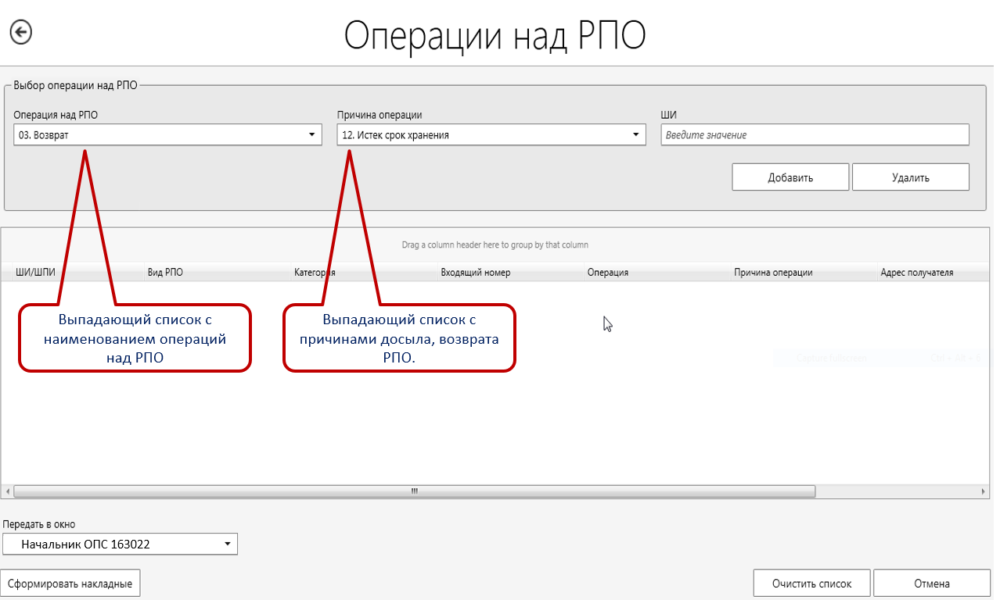 Операции над РПО
Выбор операции над РПО
Операция над РПО
Причина операции
ШИ
03. Возврат
12. Истек срок хранения
Введите значение
Добавить
Удалить
Drag a column header here to group by that column
ШИ/ШПИ
Вид РПО
Категория
Входящий номер
Операция
Причина операции
Адрес получателя
Выпадающий список с
наименованием операций
над РПО
Выпадающий список с
причинами досыла, возврата
РПО.
Capture fullscreen
Передать в окно
Начальник ОПС 163022
Сформировать накладные
Очистить список
Отмена